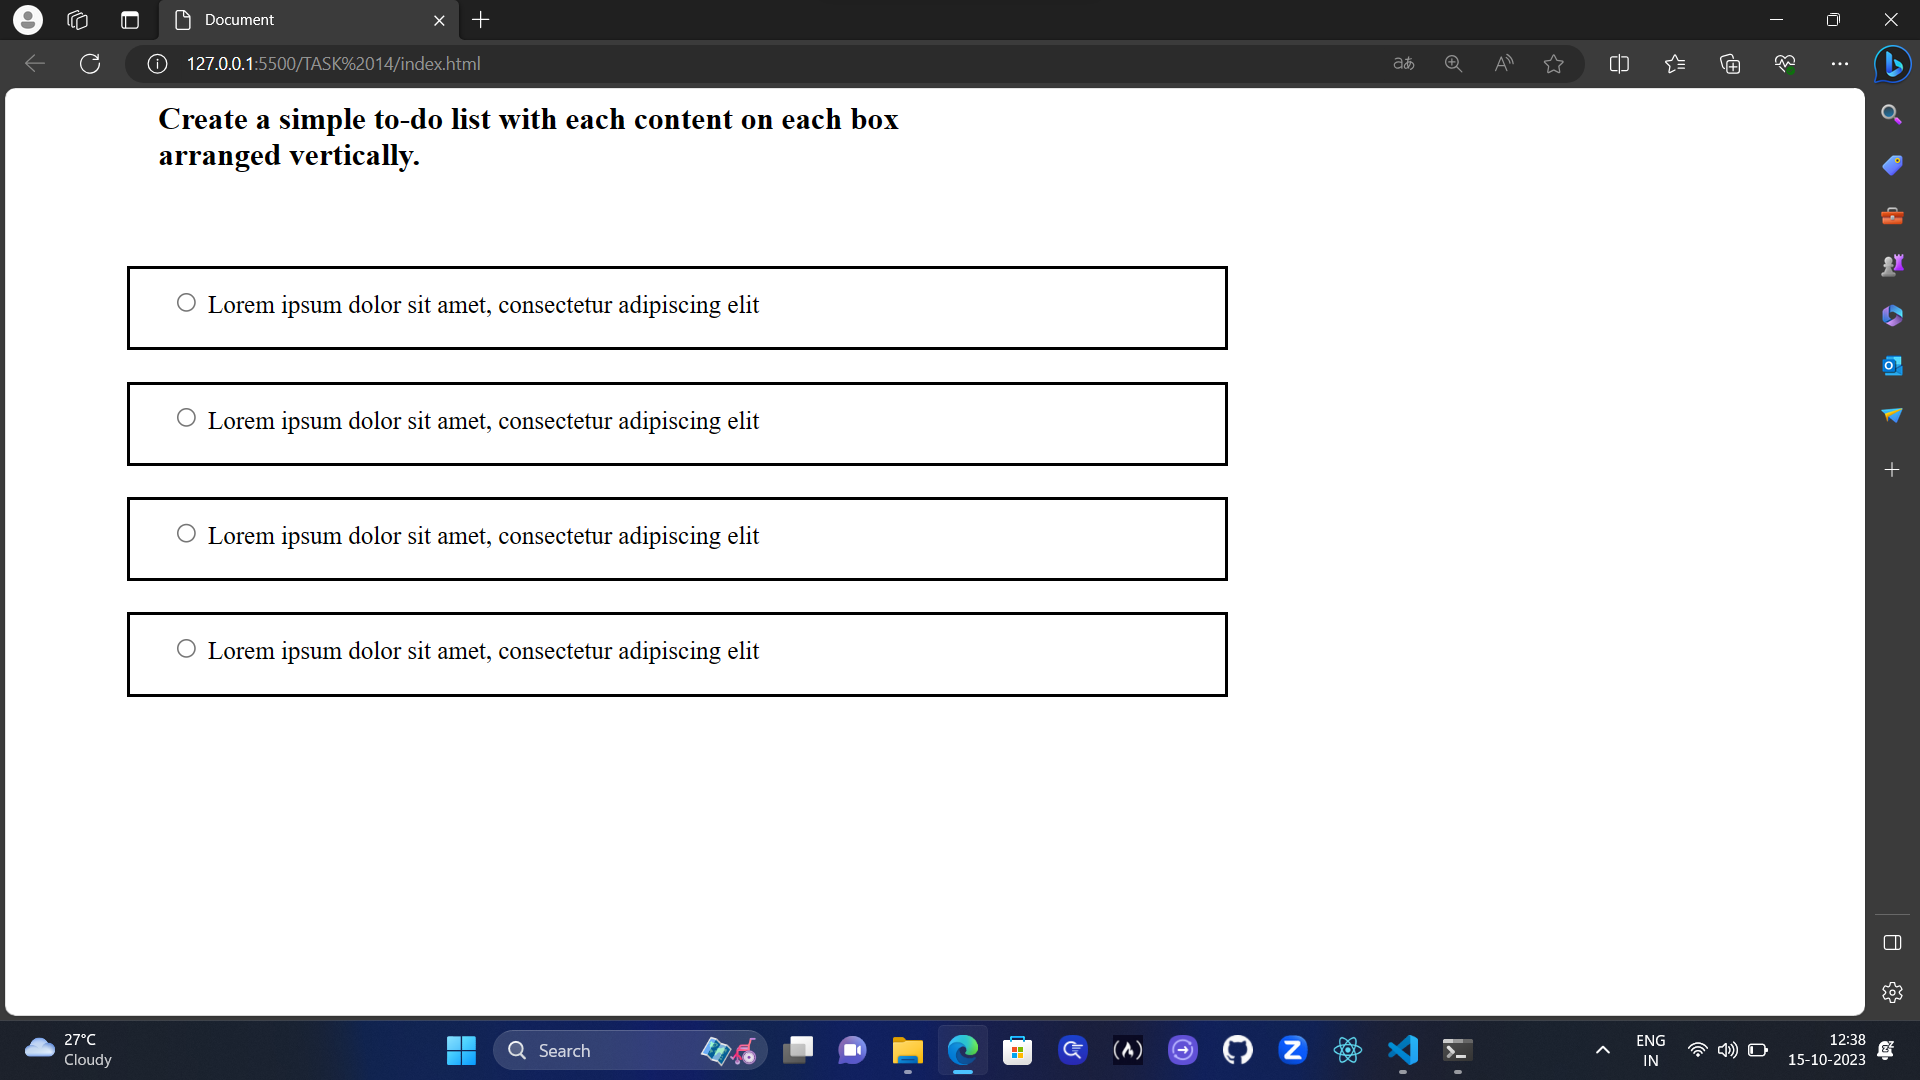 Document
127.0.0.1:5500/TASK%2014/index.html
aあ
Create a simple to-do list with each content on each box
arranged vertically.
Lorem ipsum dolor sit amet, consectetur adipiscing elit
Lorem ipsum dolor sit amet, consectetur adipiscing elit
Lorem ipsum dolor sit amet, consectetur adipiscing elit
Lorem ipsum dolor sit amet, consectetur adipiscing elit
27°C
Cloudy
Search
ENG
IN
12:38
15-10-2023